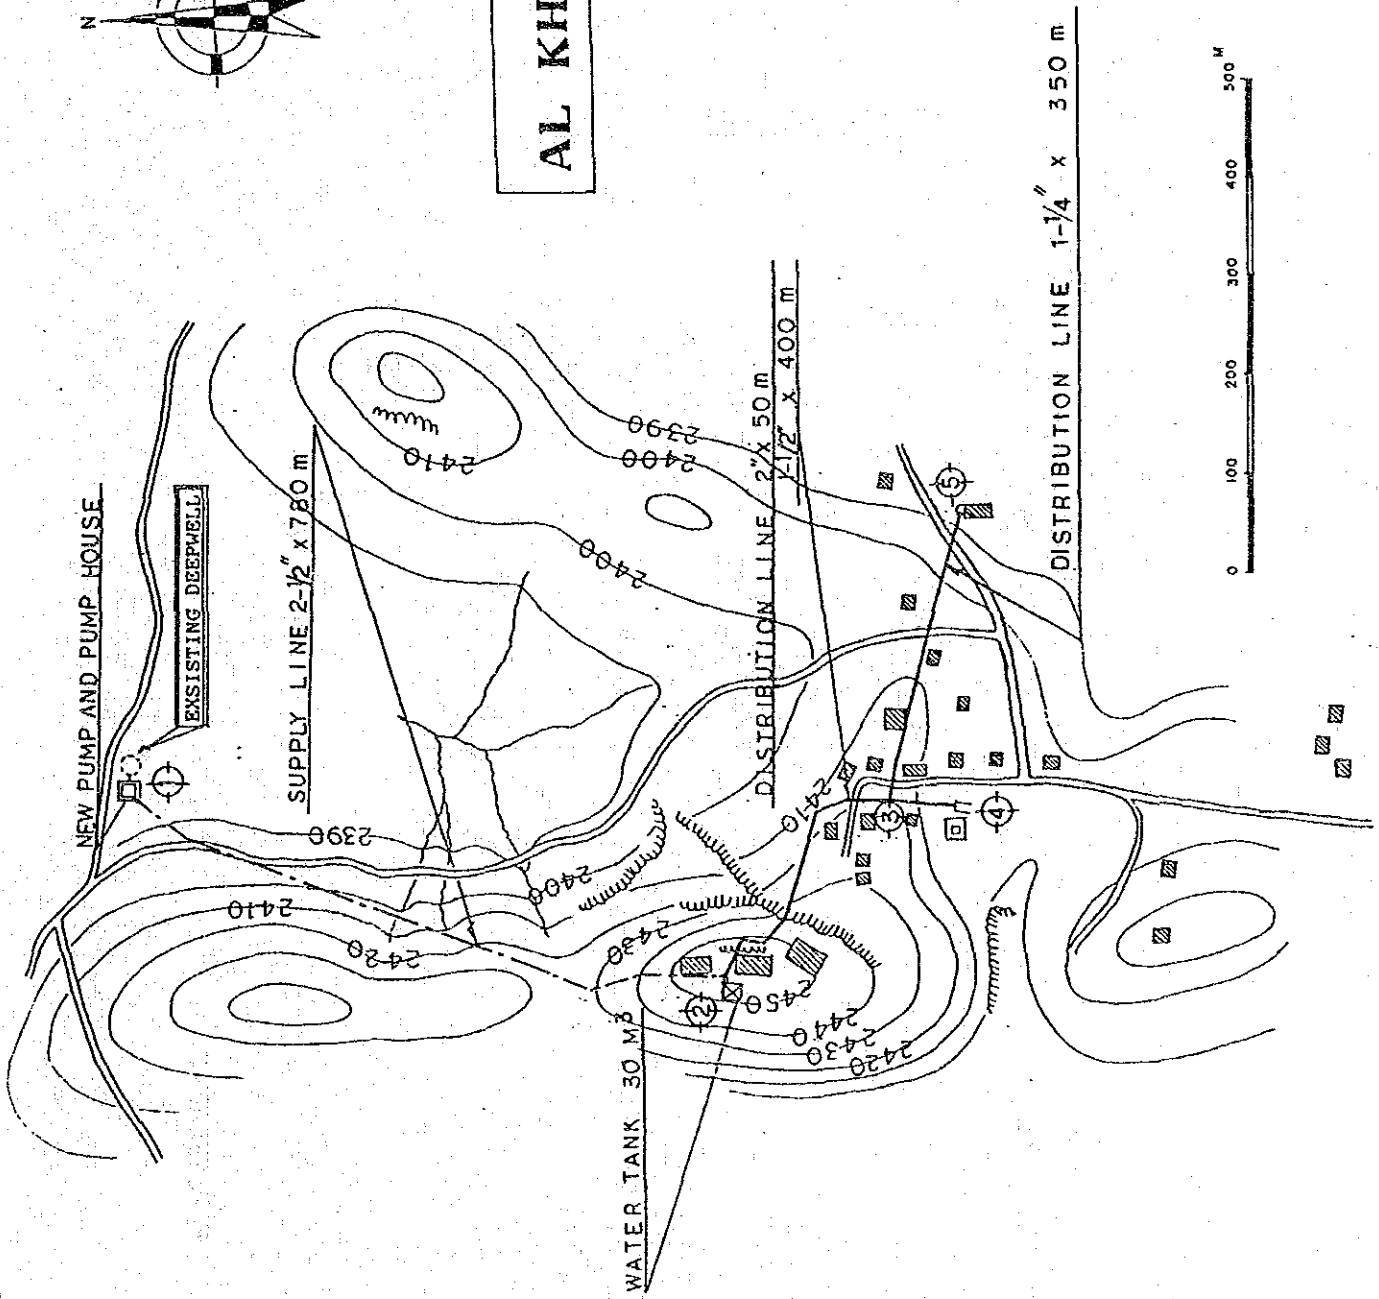 N
AL KH
NEW PUMP AND PUMP HOUSE
EXSISTING DEEPWELL
SUPPLY LINE 2-1/2" x 780 m
WATER TANK 30 M³
DISTRIBUTION LINE 2" x 50 m
1-1/2" x 400 m
DISTRIBUTION LINE 1-1/4" x 350 m
2390
2410
2420
2400
2430
2450
2440
2430
2420
2410
2410
2400
2390
2400
1
2
3
4
5
0 100 200 300 400 500 M